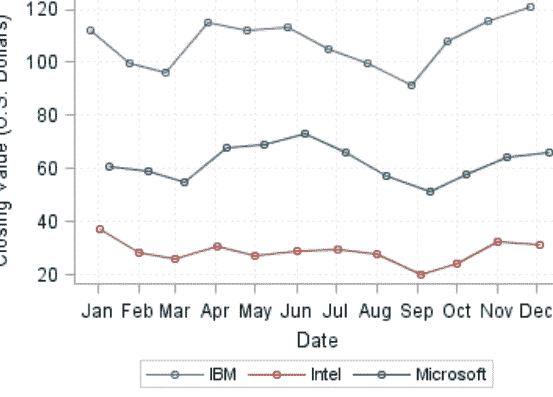 Closing Value (U.S. Dollars)
120
100
80
60
40
20
Jan Feb Mar Apr May Jun Jul Aug Sep Oct Nov Dec
Date
IBM Intel Microsoft